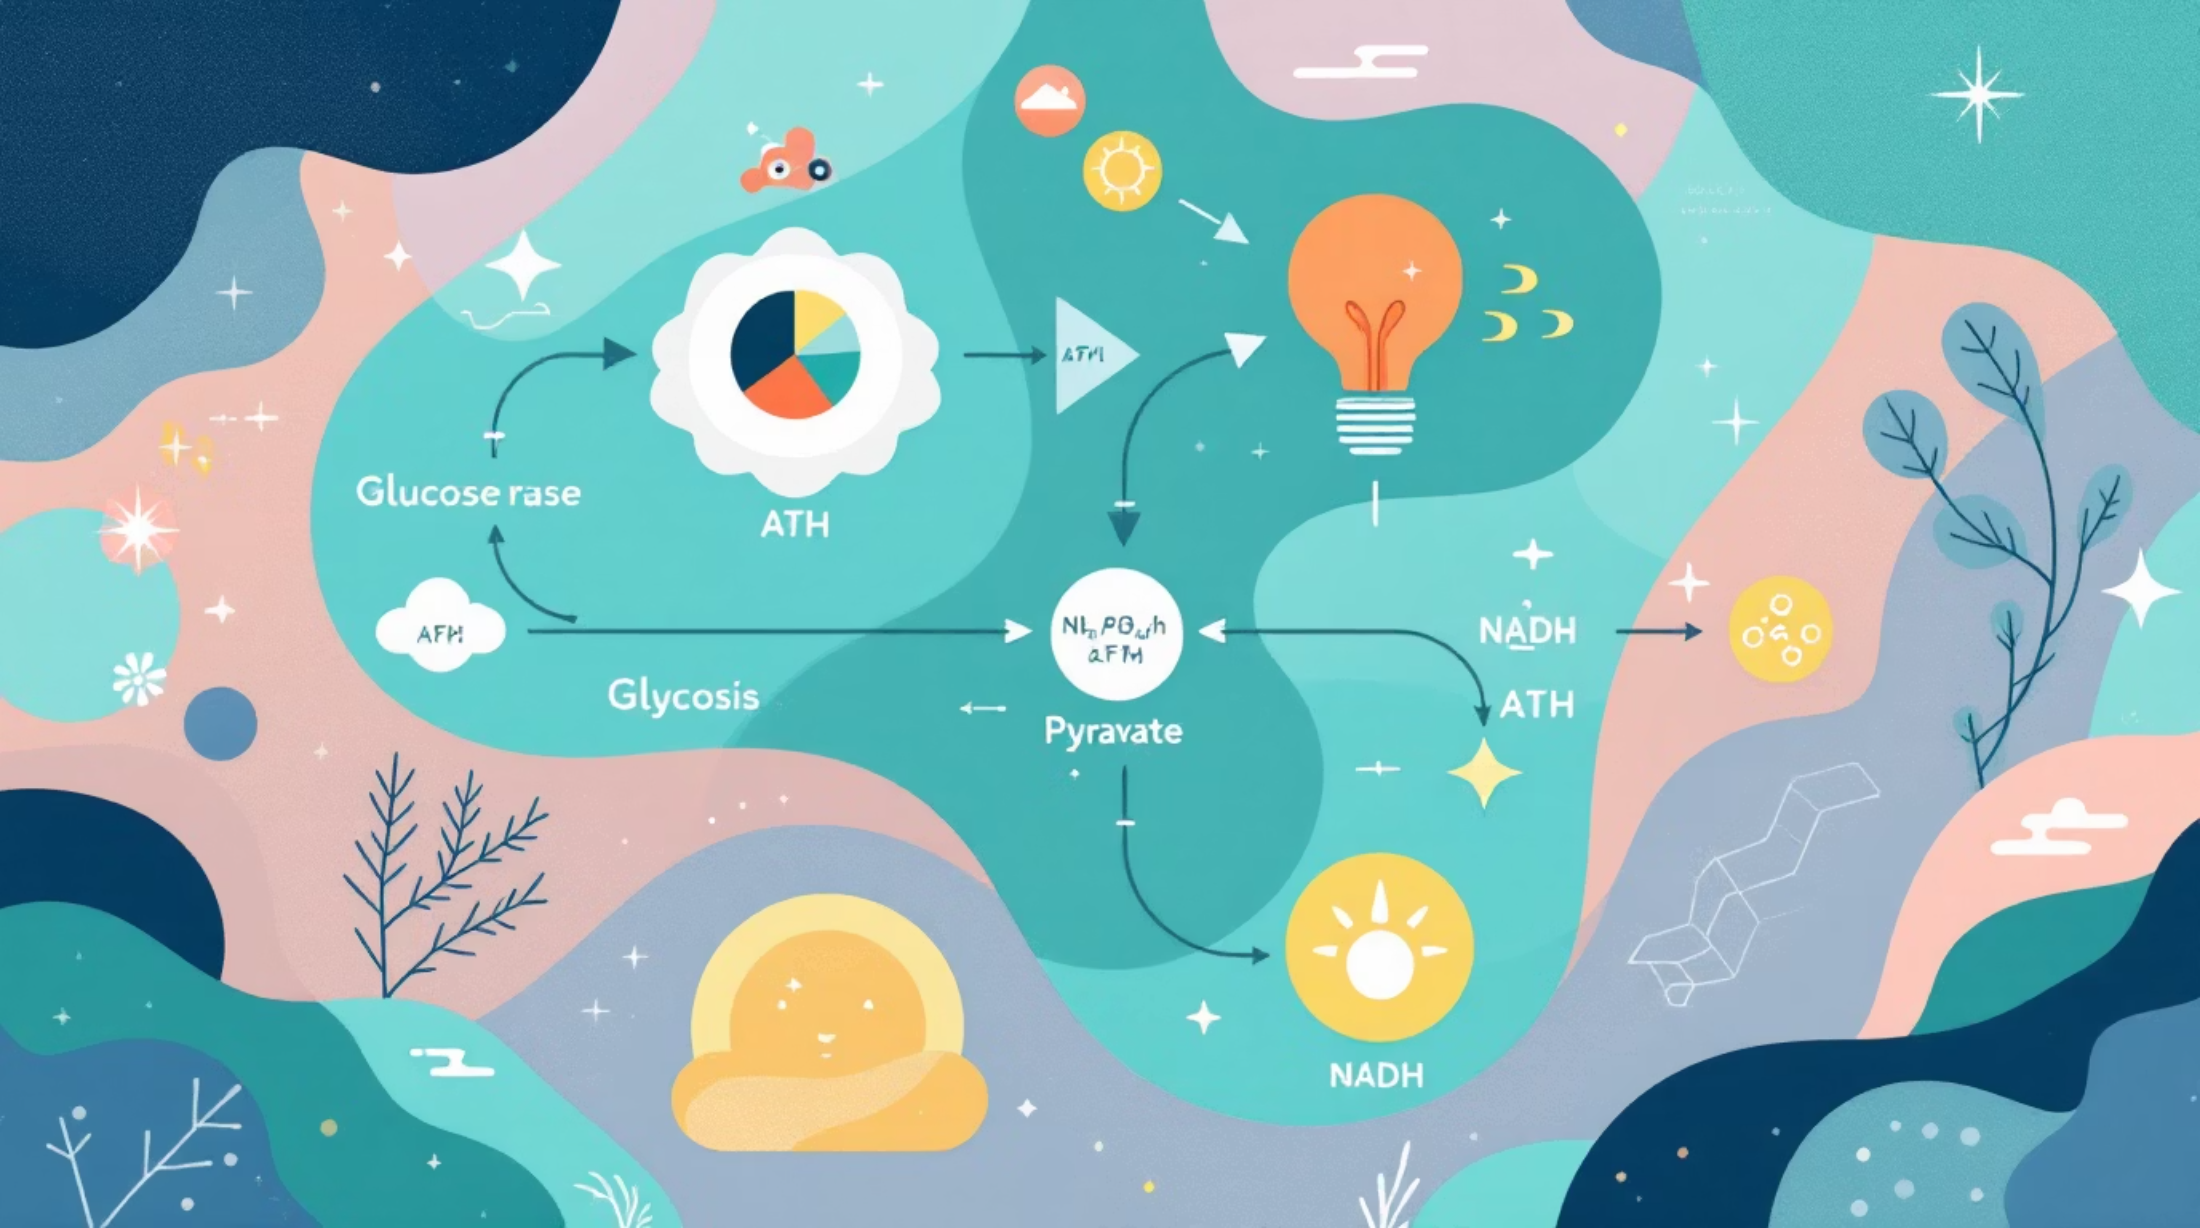 Glucose rase
ATH
AFH
Glycosis
Pyravate
NADH
ATH
NADH